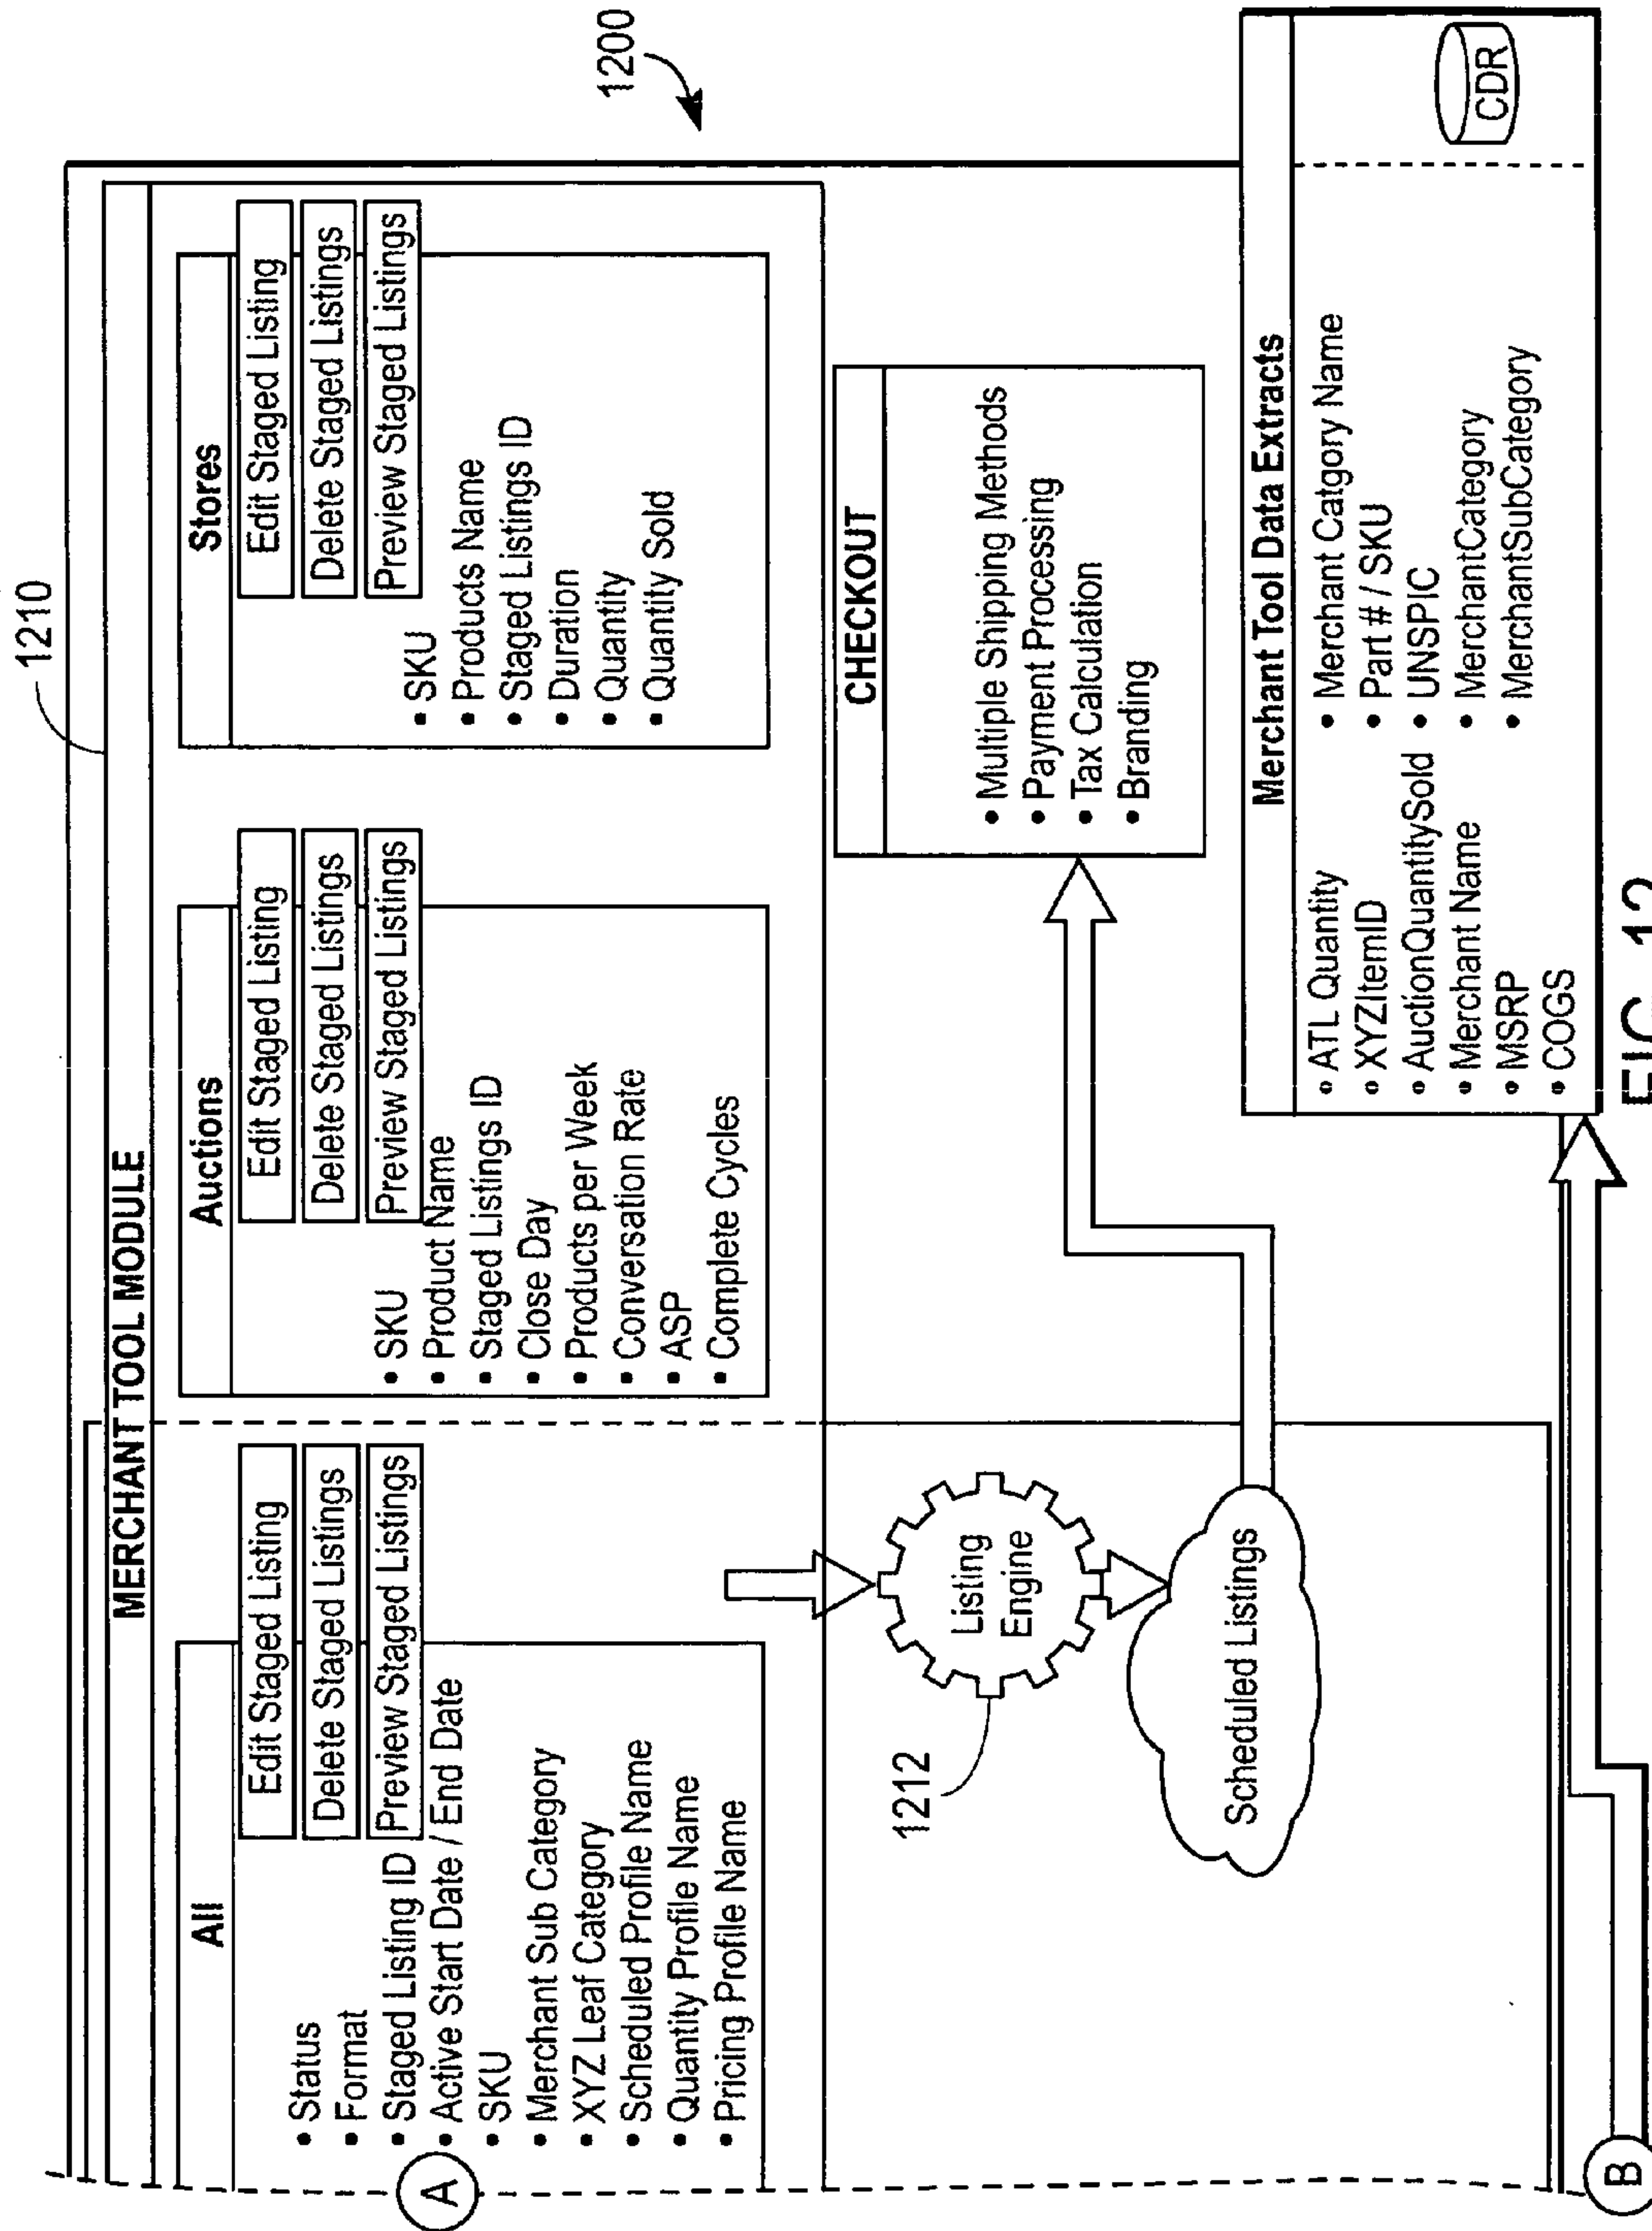 1210
1200
MERCHANT TOOL MODULE
All
Edit Staged Listing
Delete Staged Listings
Preview Staged Listings
• Status
• Format
• Staged Listing ID
• Active Start Date / End Date
• SKU
• Merchant Sub Category
• XYZ Leaf Category
• Scheduled Profile Name
• Quantity Profile Name
• Pricing Profile Name
A
Auctions
Edit Staged Listing
Delete Staged Listings
Preview Staged Listings
• SKU
• Product Name
• Staged Listings ID
• Close Day
• Products per Week
• Conversation Rate
• ASP
• Complete Cycles
Stores
Edit Staged Listing
Delete Staged Listings
Preview Staged Listings
• SKU
• Products Name
• Staged Listings ID
• Duration
• Quantity
• Quantity Sold
1212
Listing
Engine
Scheduled Listings
CHECKOUT
• Multiple Shipping Methods
• Payment Processing
• Tax Calculation
• Branding
Merchant Tool Data Extracts
• ATL Quantity
• XYZItemID
• AuctionQuantitySold
• Merchant Name
• MSRP
• COGS
• Merchant Catgory Name
• Part # / SKU
• UNSPIC
• MerchantCategory
• MerchantSubCategory
CDR
B
FIG. 12